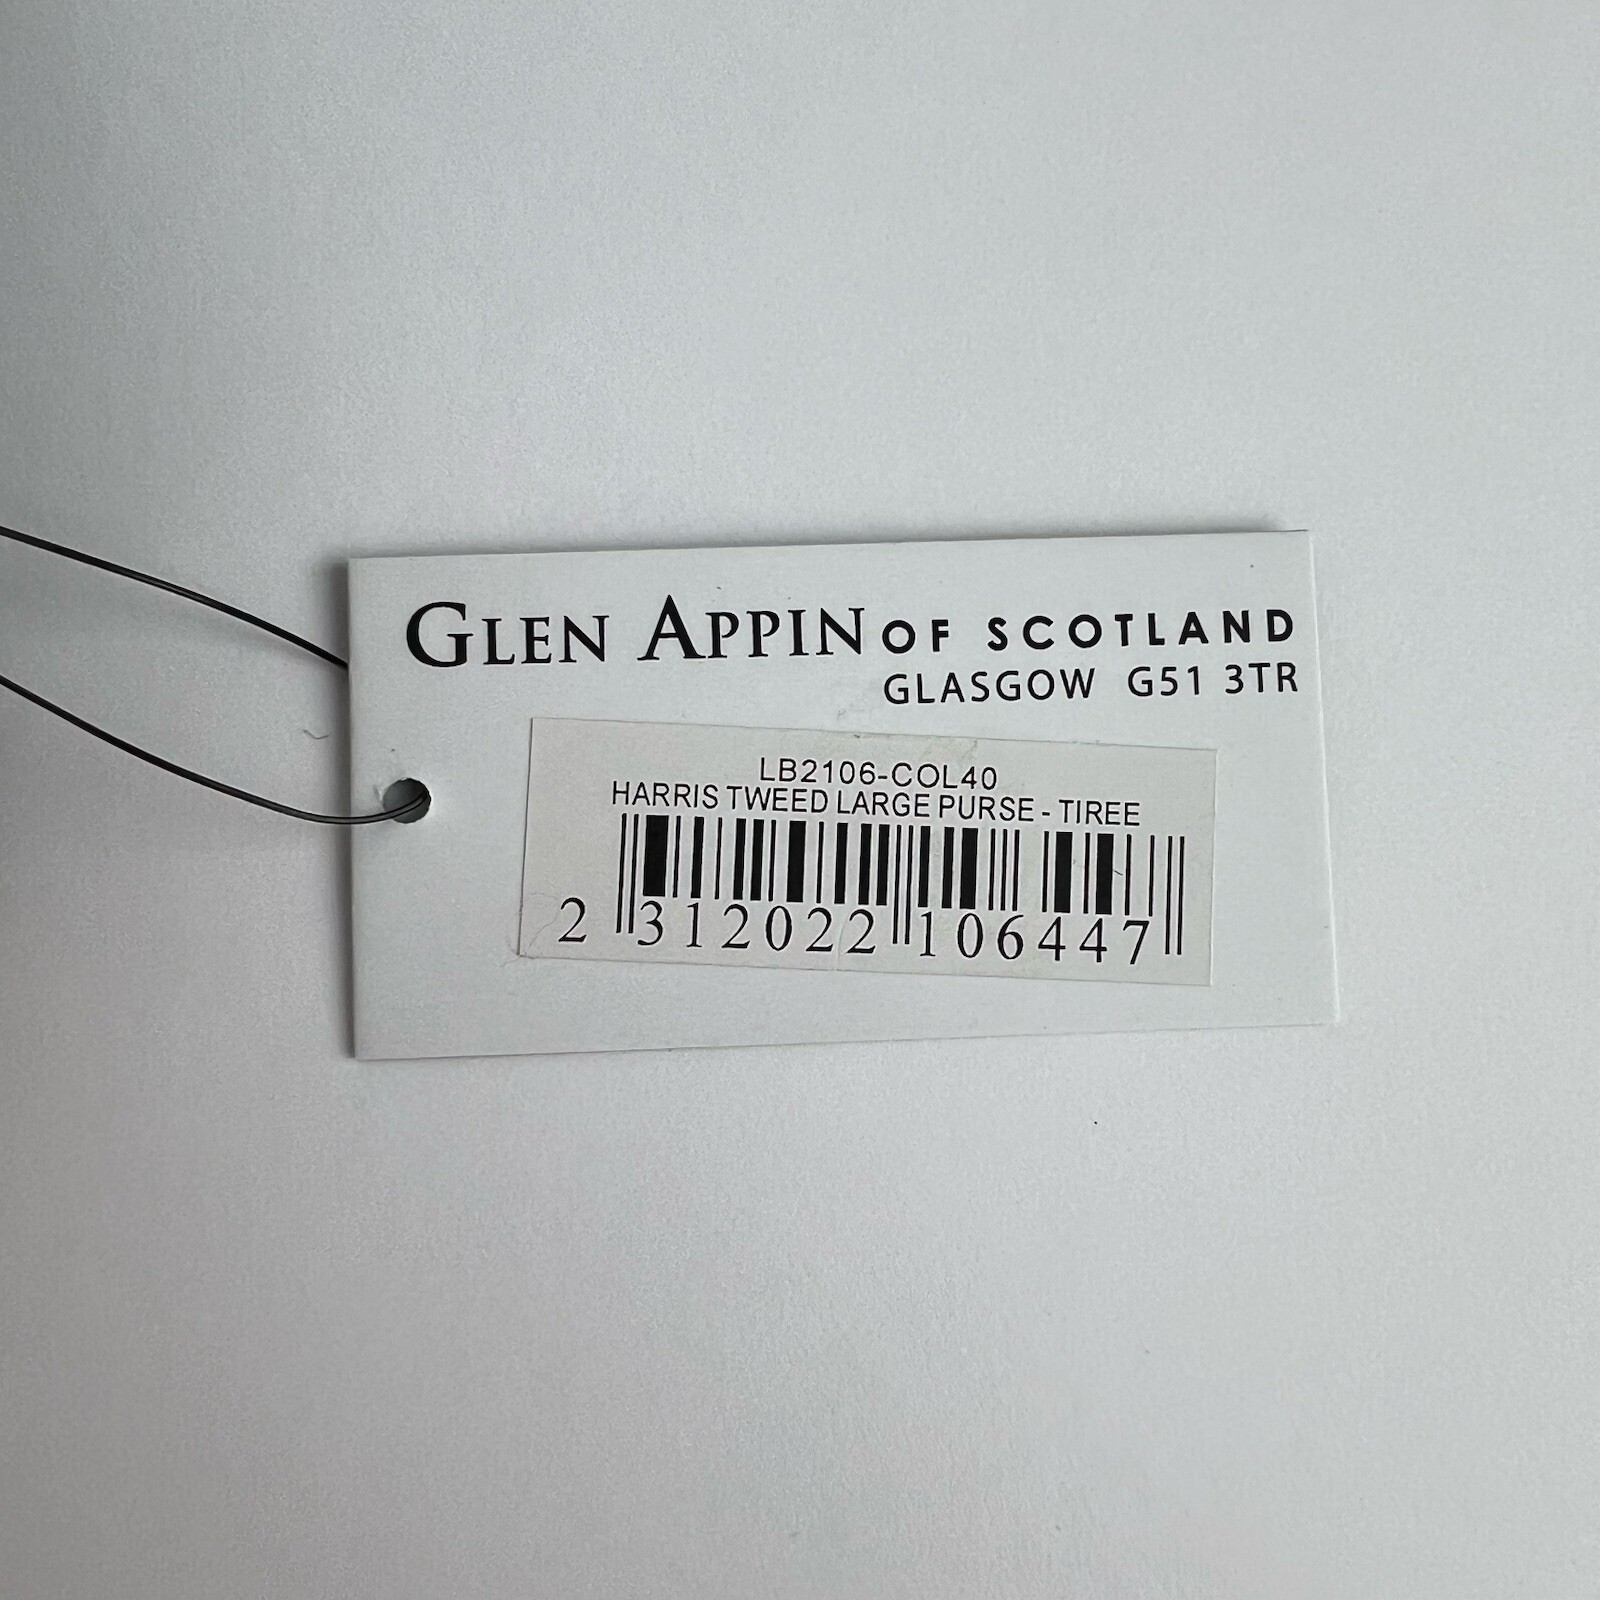 GLEN APPIN OF SCOTLAND
GLASGOW G51 3TR
LB2106-COL40
HARRIS TWEED LARGE PURSE - TIREE
2 312022 106447